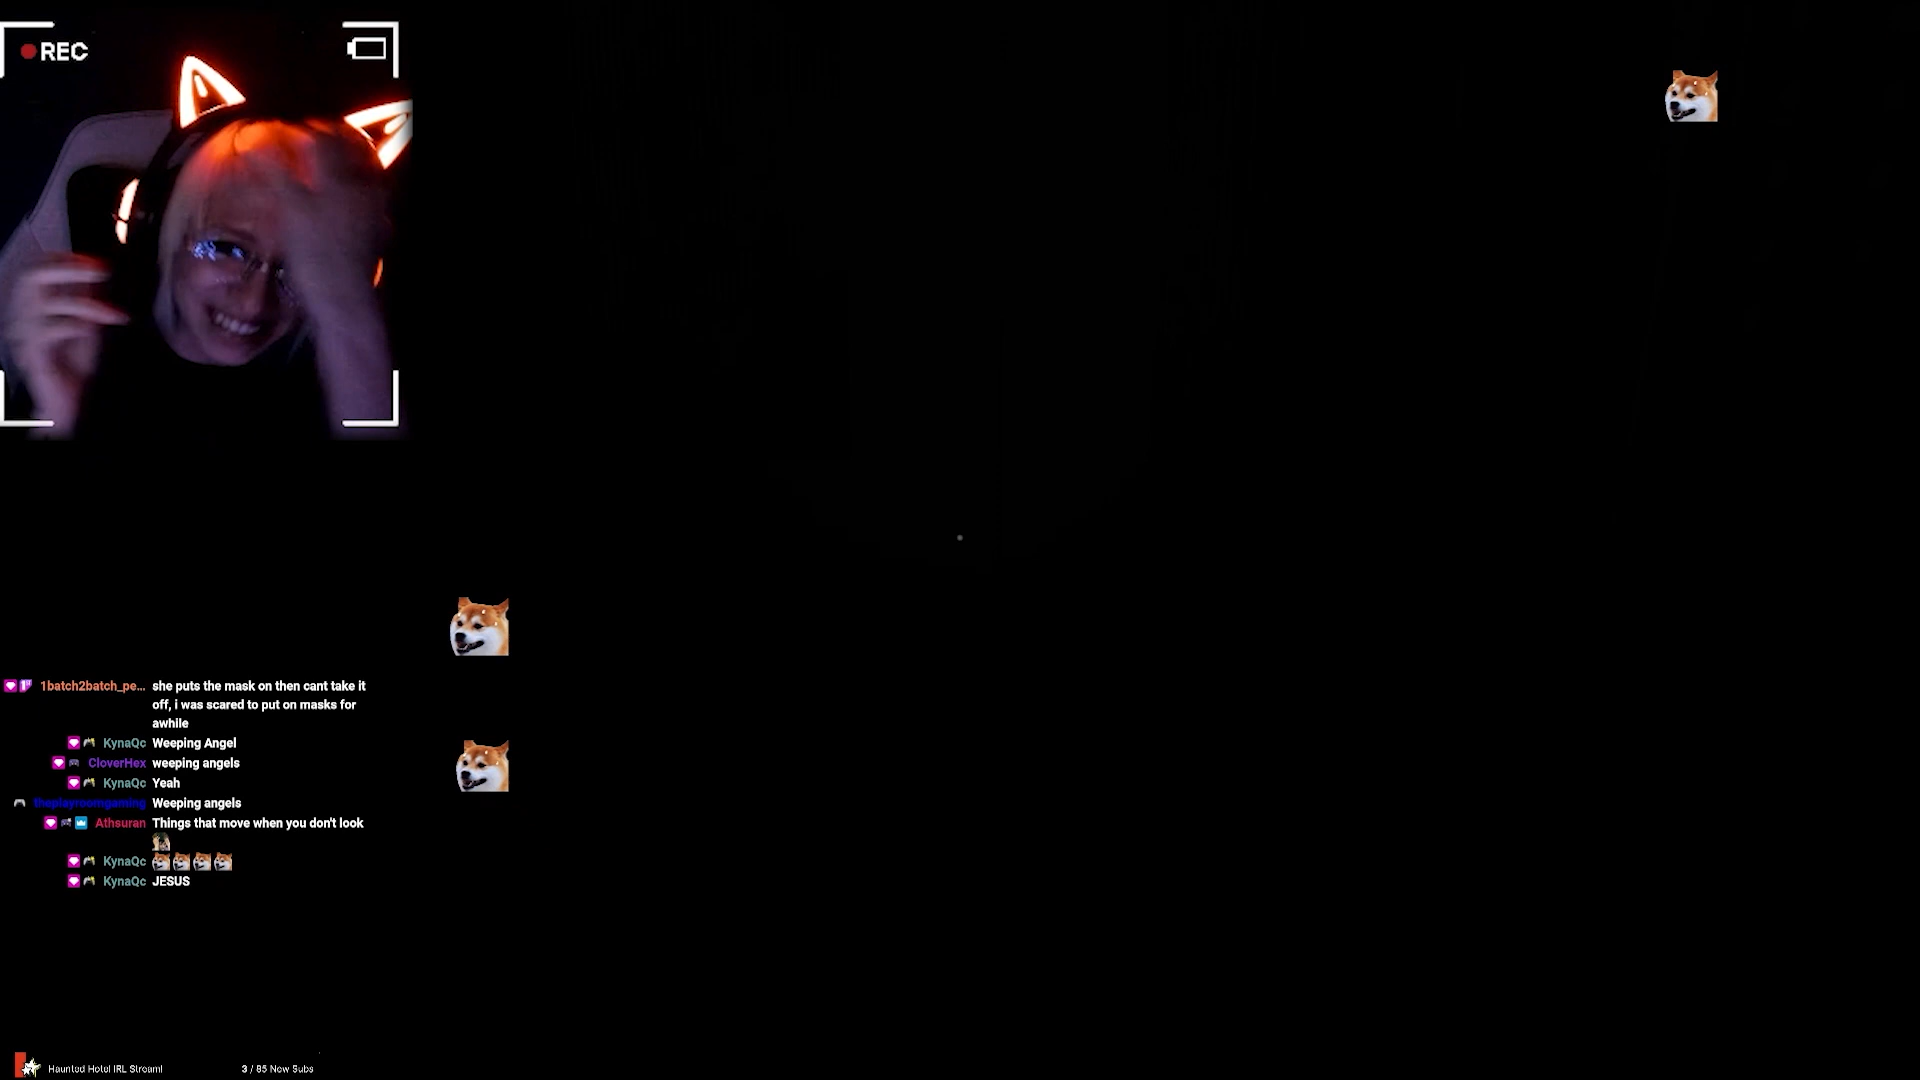 REC
1batch2batch_pe... she puts the mask on then cant take it
off, i was scared to put on masks for
awhile
KynaQc Weeping Angel
CloverHex weeping angels
KynaQc Yeah
theplayroomgaming Weeping angels
Athsuran Things that move when you don't look
KynaQc
KynaQc JESUS
Haunted Hotel IRL Stream! 3 / 85 New Subs